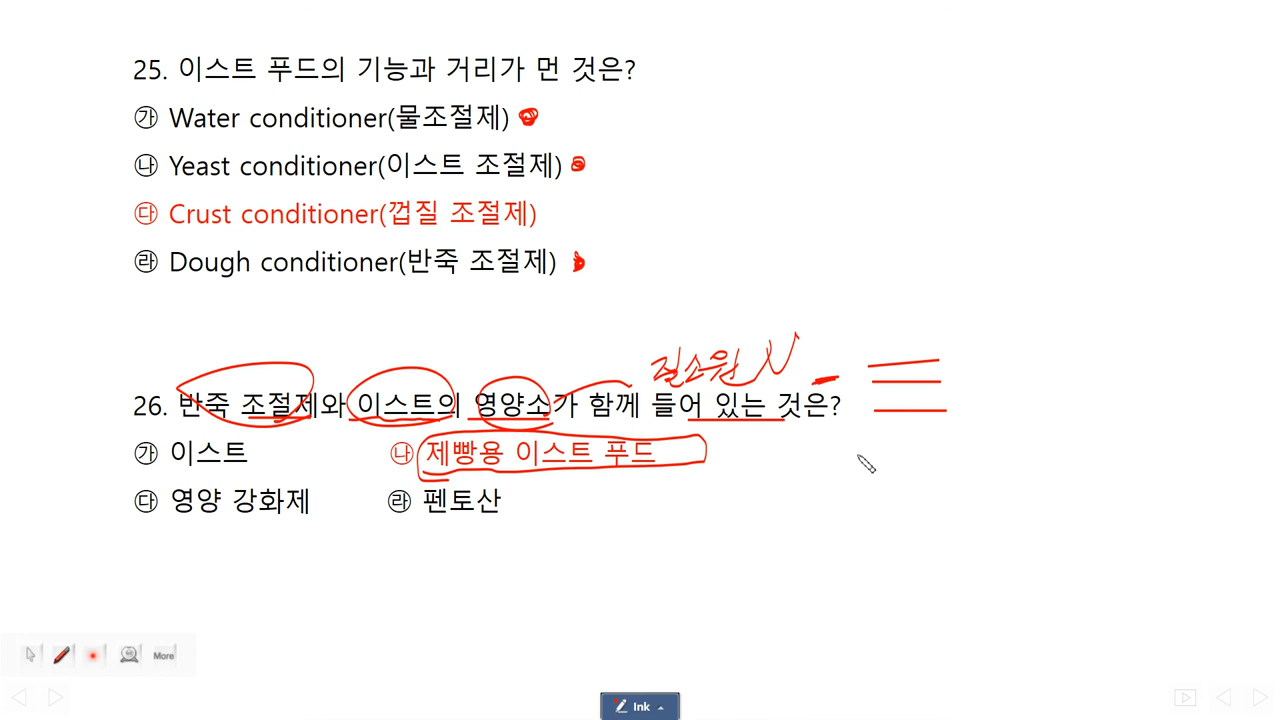 25. 이스트 푸드의 기능과 거리가 먼 것은?
㉮ Water conditioner(물조절제)
㉯ Yeast conditioner(이스트 조절제)
㉰ Crust conditioner(껍질 조절제)
㉱ Dough conditioner(반죽 조절제)
질소원 N
26. 반죽 조절제와 이스트의 영양소가 함께 들어 있는 것은?
㉮ 이스트 ㉯ 제빵용 이스트 푸드
㉰ 영양 강화제 ㉱ 펜토산
More
Ink